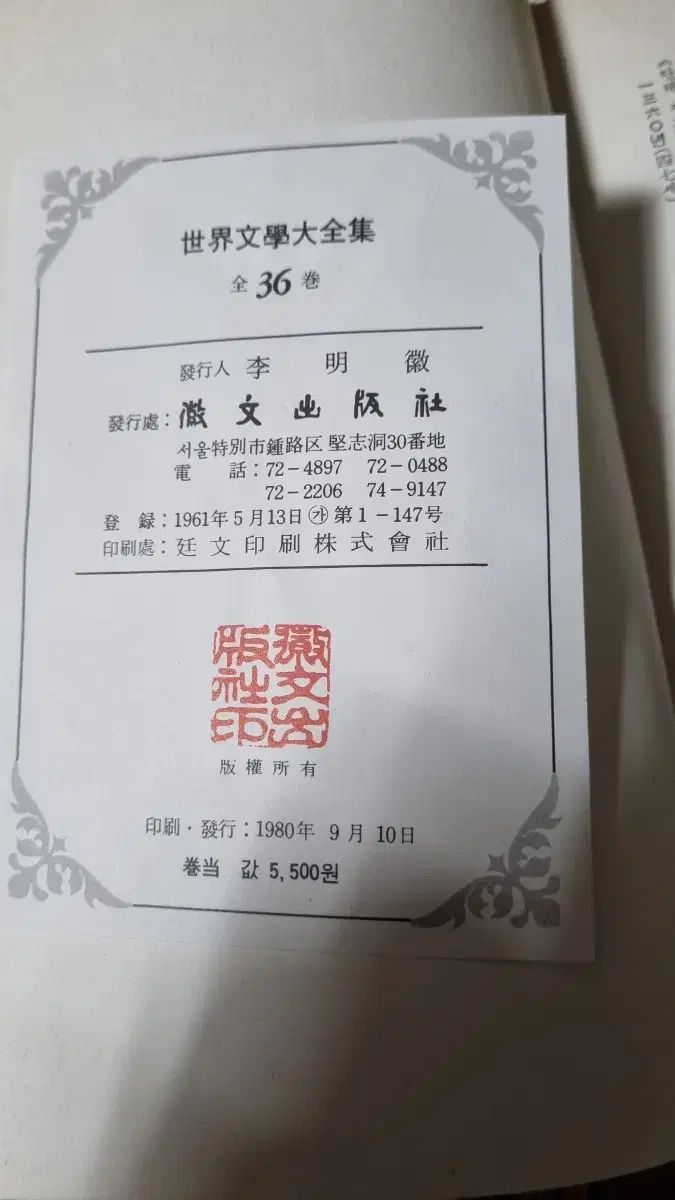 世界文學大全集
全 36 巻
發行人 李 明 徽
發行處: 徽 文 出 版 社
서울特別市鍾路区 堅志洞30番地
電 話 : 72－4897 72－0488
72－2206 74－9147
登 錄 : 1961年 5 月13日 ㉮ 第 1 －147号
印刷處: 廷 文 印 刷 株 式 會 社
徽文出
版社印
版 權 所 有
印刷 · 發行 : 1980年 9 月 10日
巻当 값 5,500원